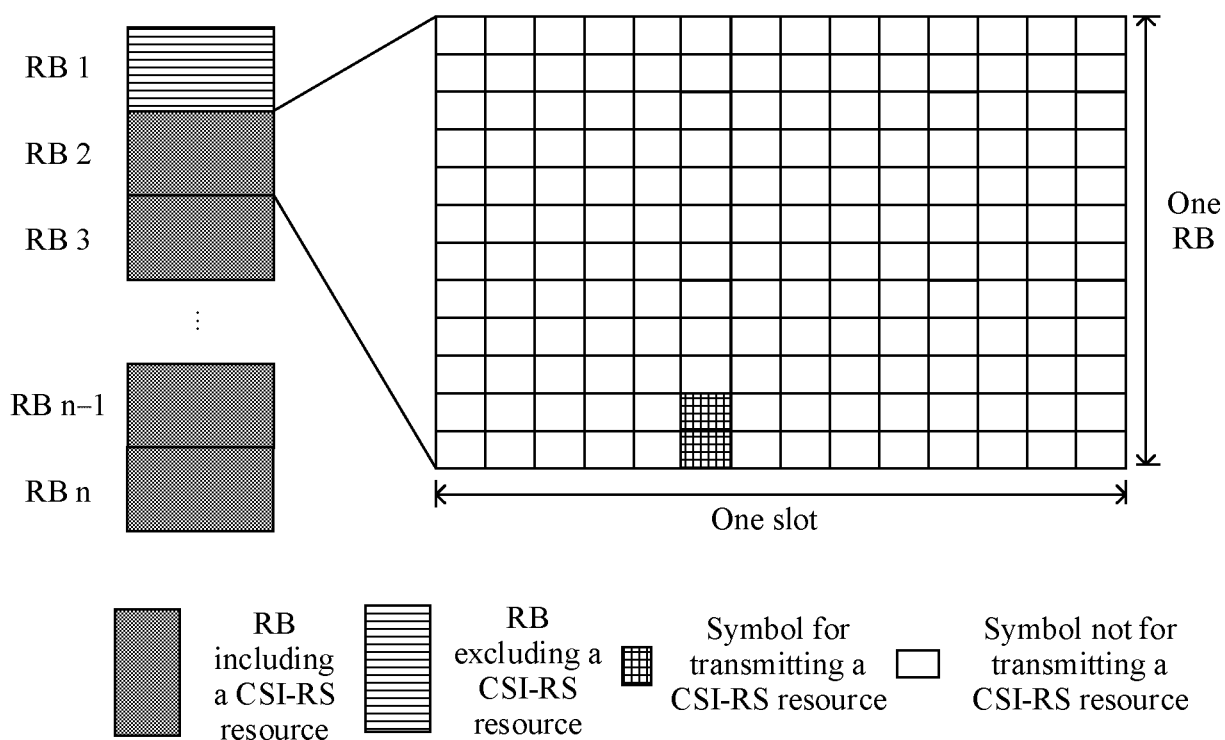 RB 1
RB 2
RB 3
⋮
RB n–1
RB n
One
RB
One slot
RB
including
a CSI-RS
resource
RB
excluding a
CSI-RS
resource
Symbol for
transmitting a
CSI-RS resource
Symbol not for
transmitting a
CSI-RS resource